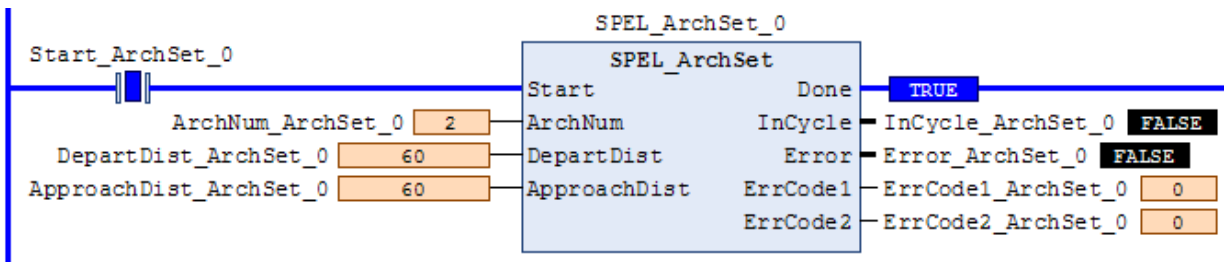 SPEL_ArchSet_0
Start_ArchSet_0
SPEL_ArchSet
Start Done TRUE
ArchNum_ArchSet_0 2 ArchNum InCycle InCycle_ArchSet_0 FALSE
DepartDist_ArchSet_0 60 DepartDist Error Error_ArchSet_0 FALSE
ApproachDist_ArchSet_0 60 ApproachDist ErrCode1 ErrCode1_ArchSet_0 0
ErrCode2 ErrCode2_ArchSet_0 0